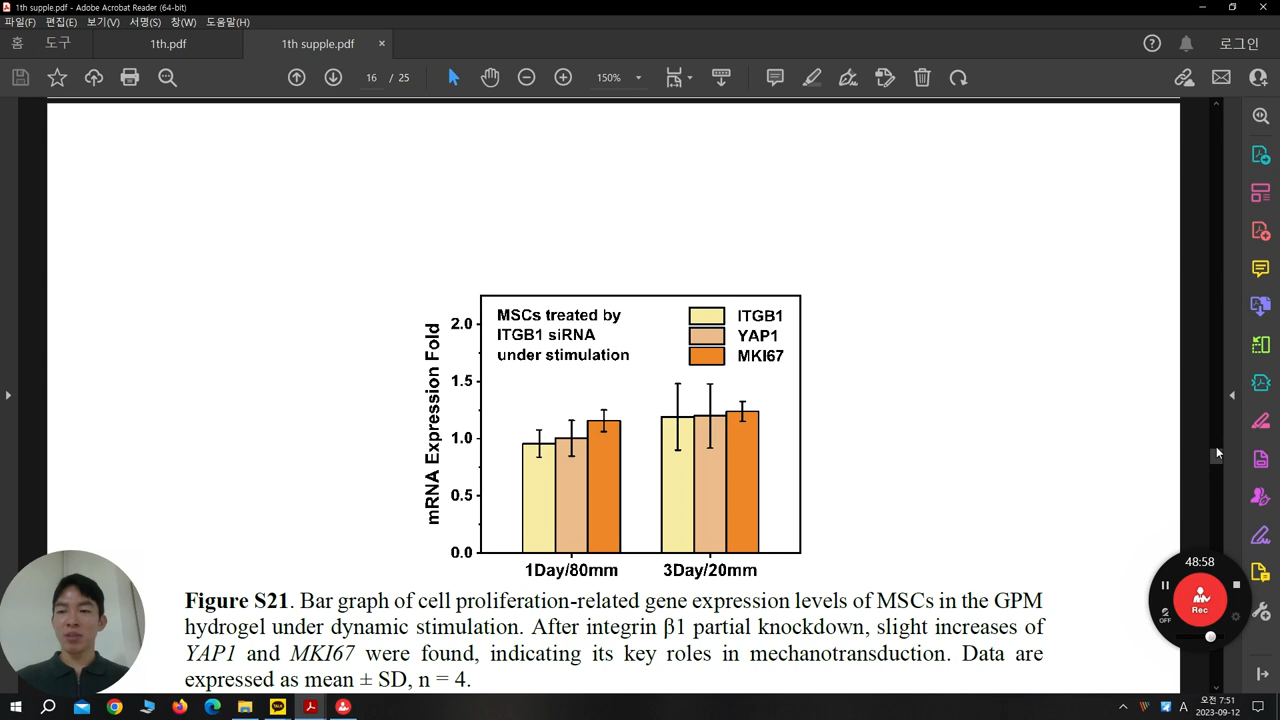 1th supple.pdf - Adobe Acrobat Reader (64-bit)
파일(F) 편집(E) 보기(V) 서명(S) 창(W) 도움말(H)
홈 도구 1th.pdf 1th supple.pdf × 로그인
16 / 25 150%
MSCs treated by
ITGB1 siRNA
under stimulation
ITGB1
YAP1
MKI67
mRNA Expression Fold
2.0
1.5
1.0
0.5
0.0
1Day/80mm 3Day/20mm
Figure S21. Bar graph of cell proliferation-related gene expression levels of MSCs in the GPM
hydrogel under dynamic stimulation. After integrin β1 partial knockdown, slight increases of
YAP1 and MKI67 were found, indicating its key roles in mechanotransduction. Data are
expressed as mean ± SD, n = 4.
48:58
Rec
OFF
TALK
A
오전 7:51
2023-09-12